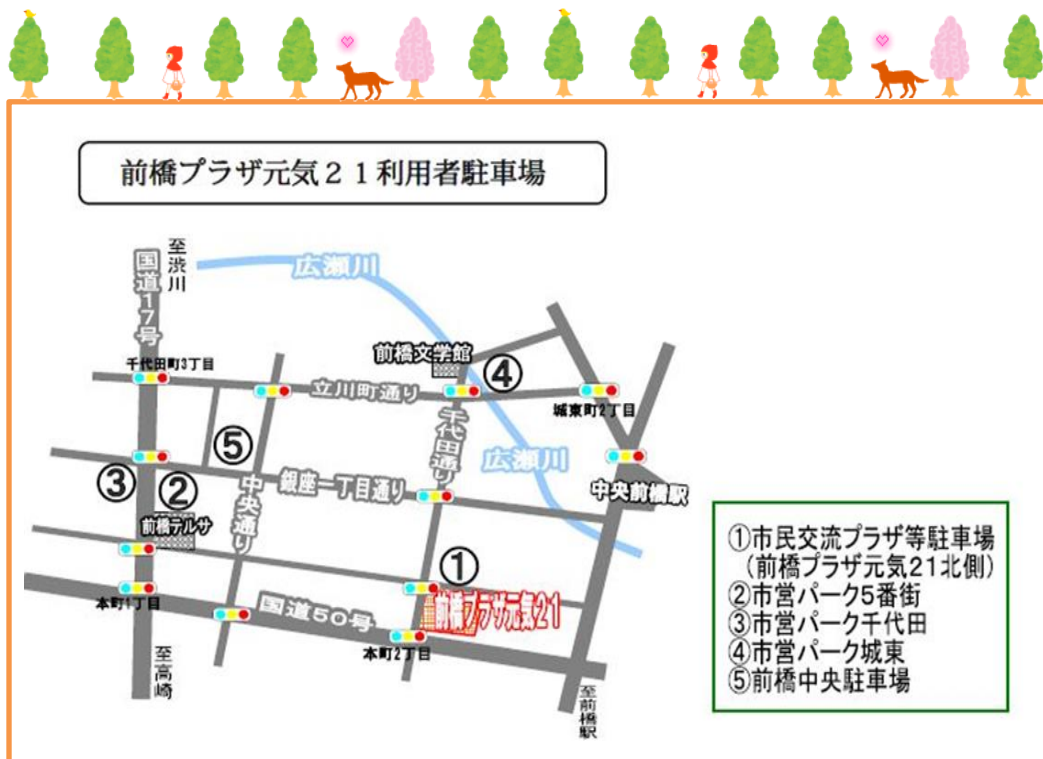 前橋プラザ元気２１利用者駐車場
至渋川
国道17号
広瀬川
前橋文学館
千代田町3丁目
④
立川町通り
城東町2丁目
千代田通り
⑤
広瀬川
③
②
銀座一丁目通り
中央前橋駅
中央通り
前橋テルサ
①
本町1丁目
国道50号
前橋プラザ元気21
本町2丁目
至高崎
至前橋駅
①市民交流プラザ等駐車場
（前橋プラザ元気21北側）
②市営パーク5番街
③市営パーク千代田
④市営パーク城東
⑤前橋中央駐車場